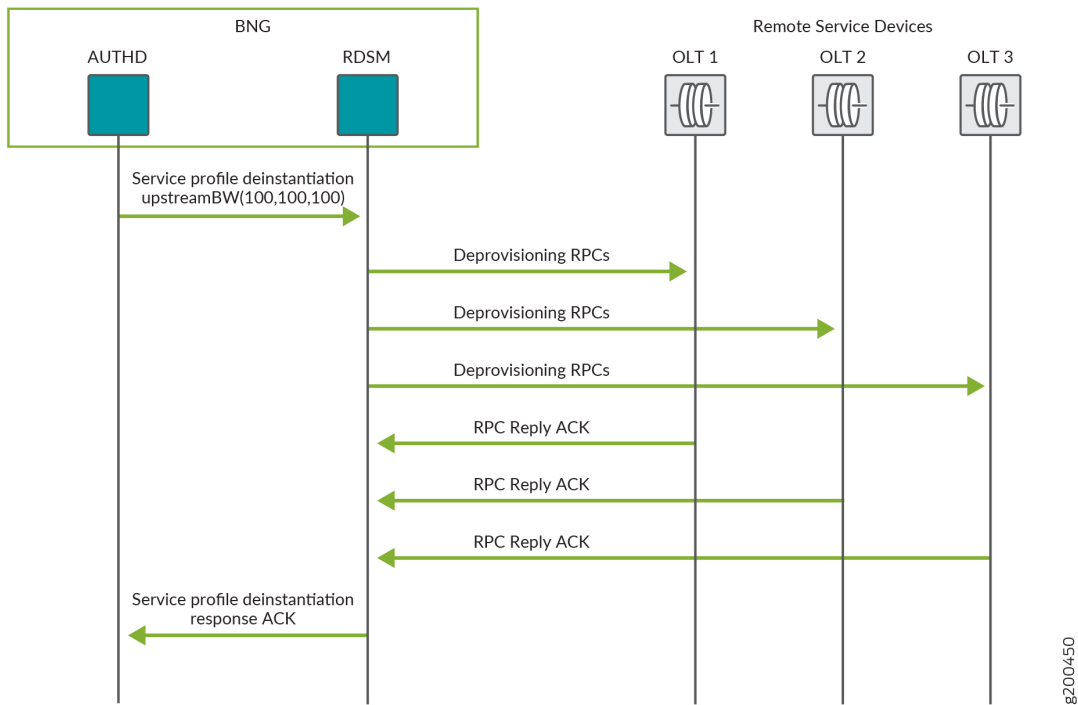 BNG
Remote Service Devices
AUTHD
RDSM
OLT 1
OLT 2
OLT 3
Service profile deinstantiation
upstreamBW(100,100,100)
Deprovisioning RPCs
Deprovisioning RPCs
Deprovisioning RPCs
RPC Reply ACK
RPC Reply ACK
RPC Reply ACK
Service profile deinstantiation
response ACK
g200450